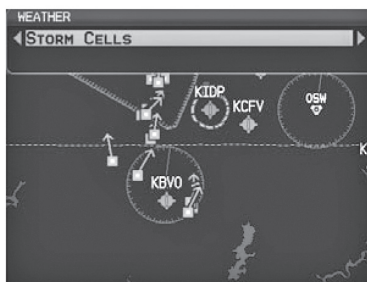 WEATHER
STORM CELLS
KIDP
KCFV
OSW
K
KBVO